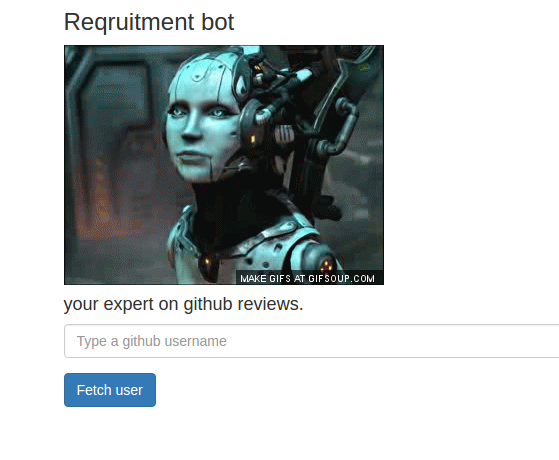 Reqruitment bot
MAKE GIFS AT GIFSOUP.COM
your expert on github reviews.
Type a github username
Fetch user